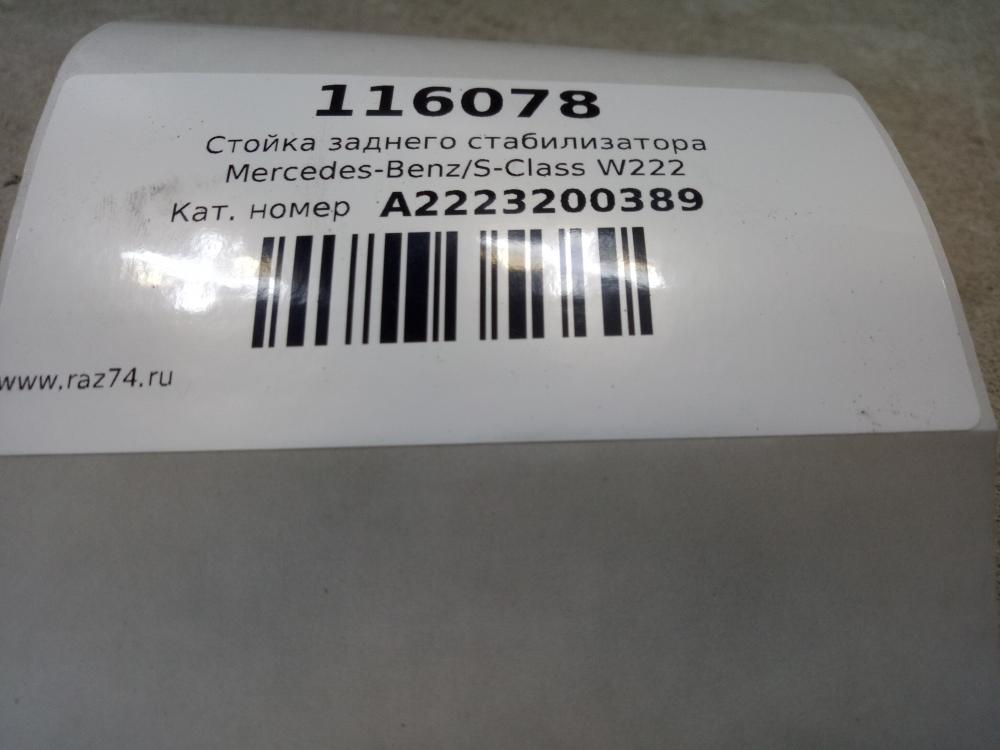 116078
Стойка заднего стабилизатора
Mercedes-Benz/S-Class W222
Кат. номер A2223200389
www.raz74.ru